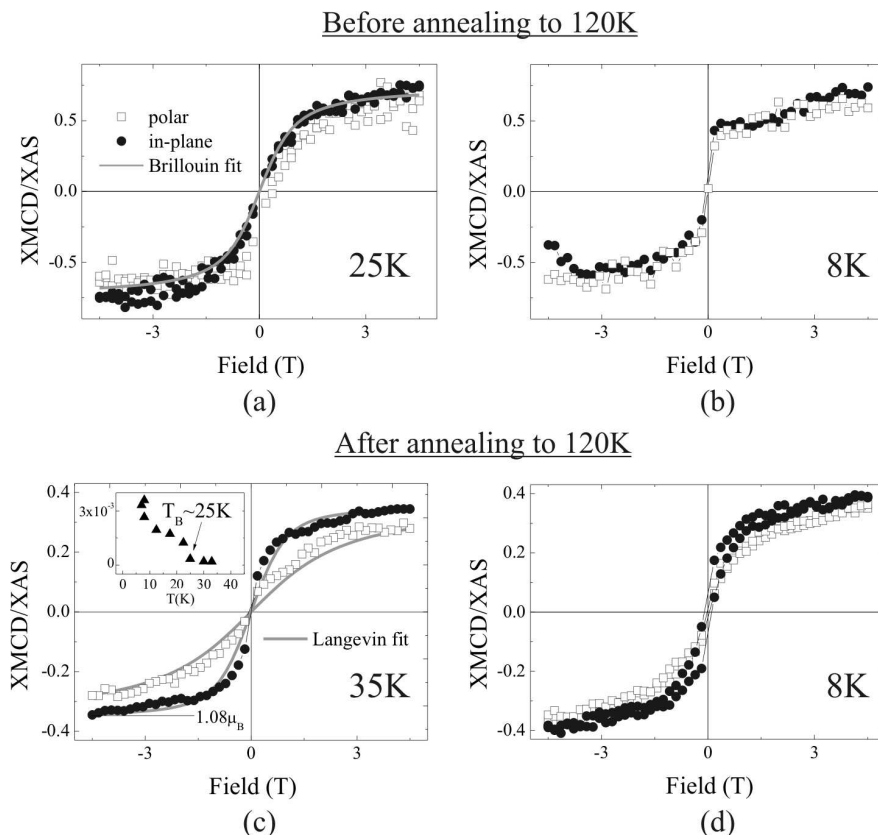 Before annealing to 120K
XMCD/XAS
0.5
0.0
-0.5
polar
in-plane
Brillouin fit
25K
-3 0 3
Field (T)
(a)
XMCD/XAS
0.5
0.0
-0.5
8K
-3 0 3
Field (T)
(b)
After annealing to 120K
XMCD/XAS
0.4
0.2
0.0
-0.2
-0.4
3x10⁻³
0
T_B~25K
0 10 20 30 40
T(K)
Langevin fit
35K
1.08μ_B
-3 0 3
Field (T)
(c)
XMCD/XAS
0.4
0.2
0.0
-0.2
-0.4
8K
-3 0 3
Field (T)
(d)